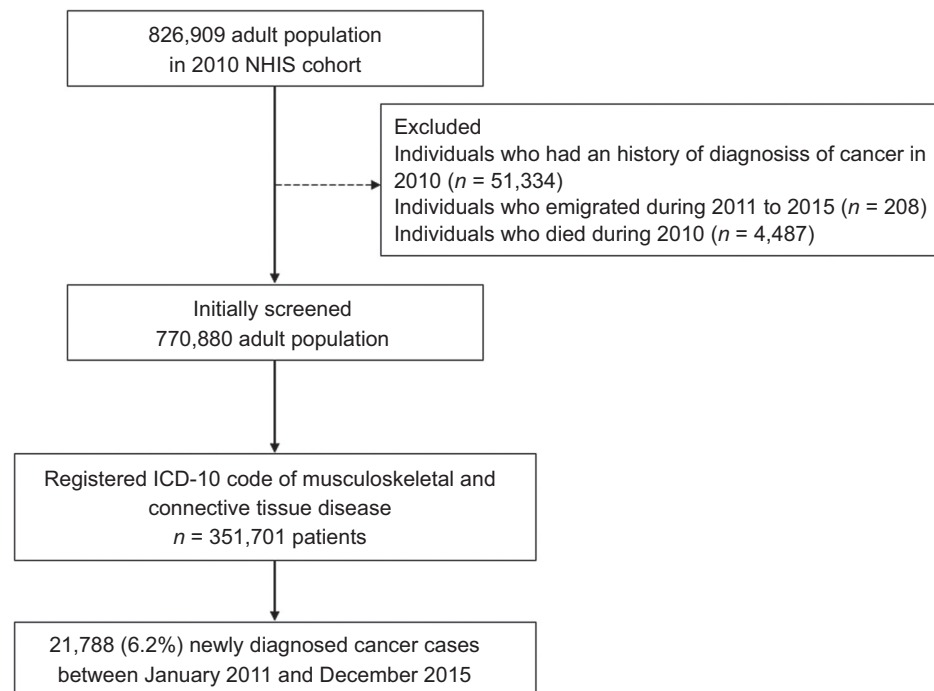 826,909 adult population
in 2010 NHIS cohort
Excluded
Individuals who had an history of diagnosiss of cancer in
2010 (n = 51,334)
Individuals who emigrated during 2011 to 2015 (n = 208)
Individuals who died during 2010 (n = 4,487)
Initially screened
770,880 adult population
Registered ICD-10 code of musculoskeletal and
connective tissue disease
n = 351,701 patients
21,788 (6.2%) newly diagnosed cancer cases
between January 2011 and December 2015